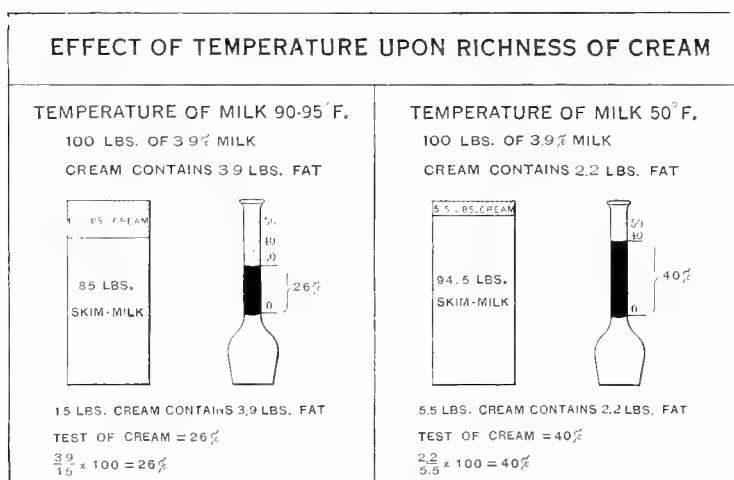 EFFECT OF TEMPERATURE UPON RICHNESS OF CREAM
TEMPERATURE OF MILK 90-95°F.
100 LBS. OF 3.9% MILK
CREAM CONTAINS 3.9 LBS. FAT
CREAM
85 LBS.
SKIM-MILK
50
40
30
0
26%
15 LBS. CREAM CONTAINS 3.9 LBS. FAT
TEST OF CREAM = 26%
3.9/15 x 100 = 26%
TEMPERATURE OF MILK 50°F.
100 LBS. OF 3.9% MILK
CREAM CONTAINS 2.2 LBS. FAT
5.5 LBS. CREAM
94.5 LBS.
SKIM-MILK
50
40
0
40%
5.5 LBS. CREAM CONTAINS 2.2 LBS. FAT
TEST OF CREAM = 40%
2.2/5.5 x 100 = 40%